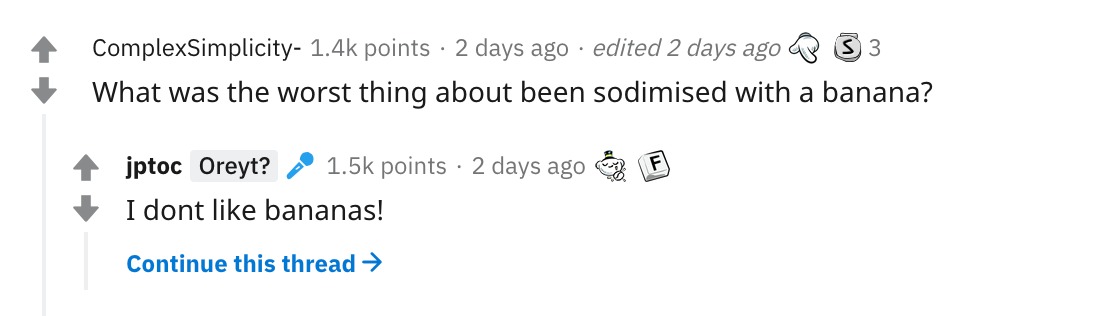 ComplexSimplicity- 1.4k points · 2 days ago · edited 2 days ago S 3
What was the worst thing about been sodimised with a banana?
jptoc Oreyt? 1.5k points · 2 days ago F
I dont like bananas!
Continue this thread →